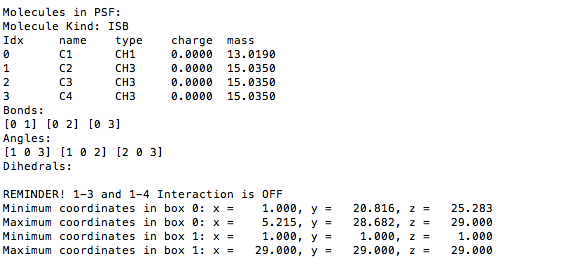 Molecules in PSF:
Molecule Kind: ISB
Idx name type charge mass
0 C1 CH1 0.0000 13.0190
1 C2 CH3 0.0000 15.0350
2 C3 CH3 0.0000 15.0350
3 C4 CH3 0.0000 15.0350
Bonds:
[0 1] [0 2] [0 3]
Angles:
[1 0 3] [1 0 2] [2 0 3]
Dihedrals:
REMINDER! 1-3 and 1-4 Interaction is OFF
Minimum coordinates in box 0: x = 1.000, y = 20.816, z = 25.283
Maximum coordinates in box 0: x = 5.215, y = 28.682, z = 29.000
Minimum coordinates in box 1: x = 1.000, y = 1.000, z = 1.000
Maximum coordinates in box 1: x = 29.000, y = 29.000, z = 29.000